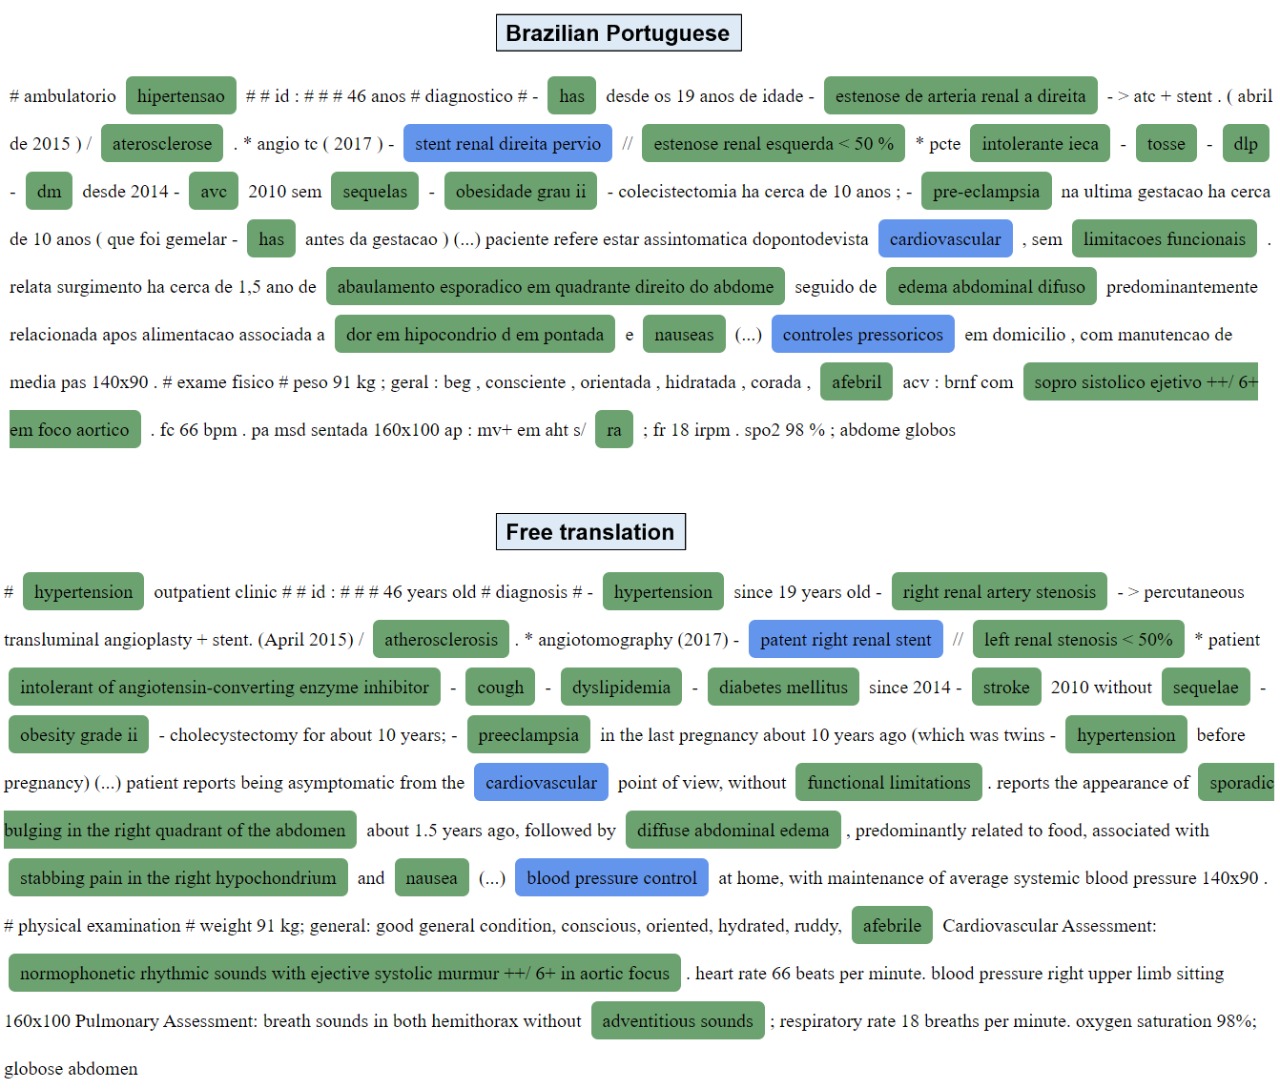 Brazilian Portuguese
# ambulatorio hipertensao # # id : # # # 46 anos # diagnostico # - has desde os 19 anos de idade - estenose de arteria renal a direita - > atc + stent . ( abril
de 2015 ) / aterosclerose . * angio tc ( 2017 ) - stent renal direita pervio // estenose renal esquerda < 50 % * pcte intolerante ieca - tosse - dlp
- dm desde 2014 - avc 2010 sem sequelas - obesidade grau ii - colecistectomia ha cerca de 10 anos ; - pre-eclampsia na ultima gestacao ha cerca
de 10 anos ( que foi gemelar - has antes da gestacao ) (...) paciente refere estar assintomatica dopontodevista cardiovascular , sem limitacoes funcionais .
relata surgimento ha cerca de 1,5 ano de abaulamento esporadico em quadrante direito do abdome seguido de edema abdominal difuso predominantemente
relacionada apos alimentacao associada a dor em hipocondrio d em pontada e nauseas (...) controles pressoricos em domicilio , com manutencao de
media pas 140x90 . # exame fisico # peso 91 kg ; geral : beg , consciente , orientada , hidratada , corada , afebril acv : brnf com sopro sistolico ejetivo ++/ 6+
em foco aortico . fc 66 bpm . pa msd sentada 160x100 ap : mv+ em aht s/ ra ; fr 18 irpm . spo2 98 % ; abdome globos
Free translation
# hypertension outpatient clinic # # id : # # # 46 years old # diagnosis # - hypertension since 19 years old - right renal artery stenosis - > percutaneous
transluminal angioplasty + stent. (April 2015) / atherosclerosis . * angiotomography (2017) - patent right renal stent // left renal stenosis < 50% * patient
intolerant of angiotensin-converting enzyme inhibitor - cough - dyslipidemia - diabetes mellitus since 2014 - stroke 2010 without sequelae -
obesity grade ii - cholecystectomy for about 10 years; - preeclampsia in the last pregnancy about 10 years ago (which was twins - hypertension before
pregnancy) (...) patient reports being asymptomatic from the cardiovascular point of view, without functional limitations . reports the appearance of sporadic
bulging in the right quadrant of the abdomen about 1.5 years ago, followed by diffuse abdominal edema , predominantly related to food, associated with
stabbing pain in the right hypochondrium and nausea (...) blood pressure control at home, with maintenance of average systemic blood pressure 140x90 .
# physical examination # weight 91 kg; general: good general condition, conscious, oriented, hydrated, ruddy, afebrile Cardiovascular Assessment:
normophonetic rhythmic sounds with ejective systolic murmur ++/ 6+ in aortic focus . heart rate 66 beats per minute. blood pressure right upper limb sitting
160x100 Pulmonary Assessment: breath sounds in both hemithorax without adventitious sounds ; respiratory rate 18 breaths per minute. oxygen saturation 98%;
globose abdomen